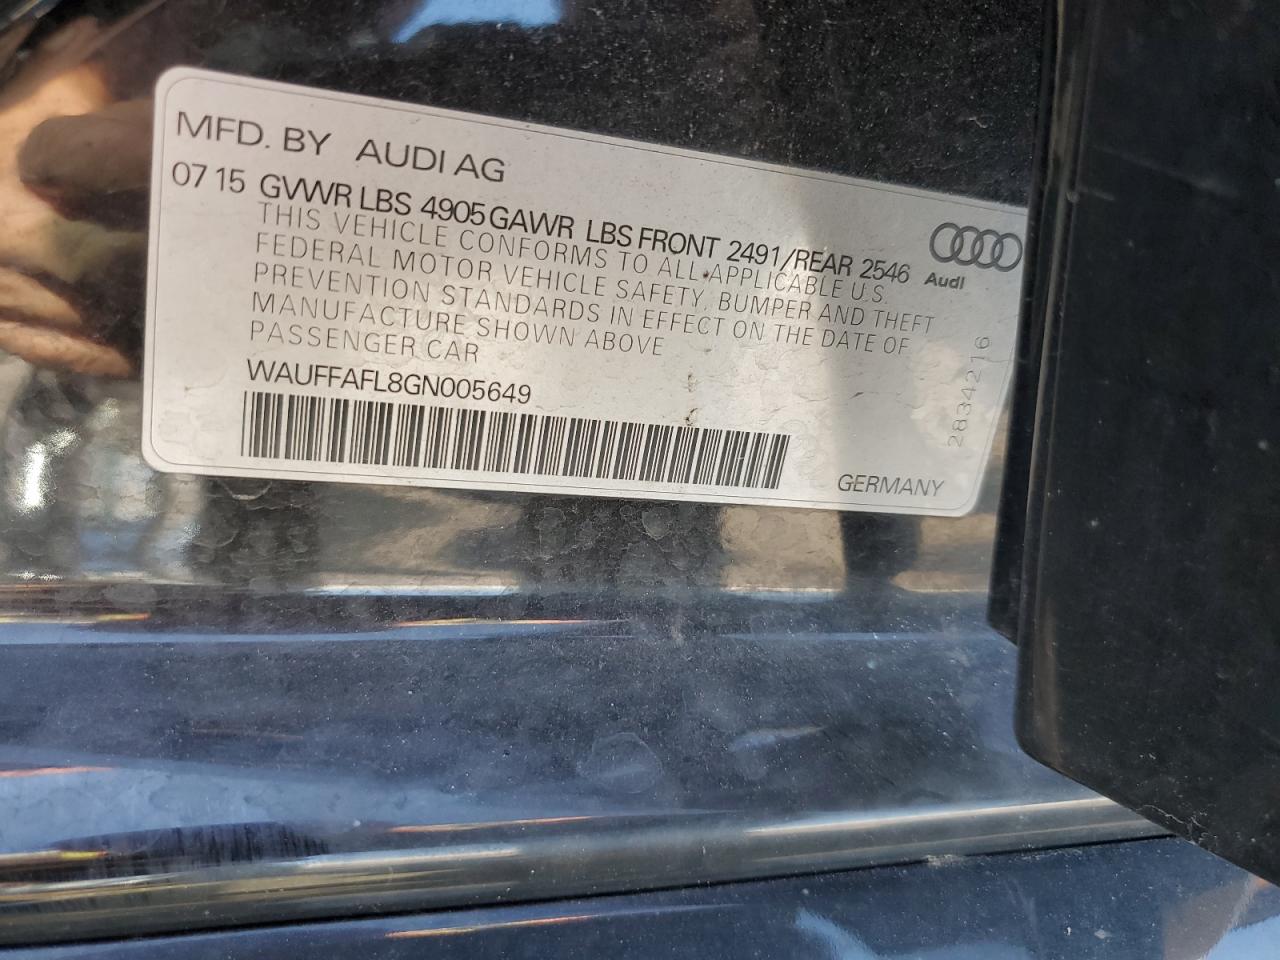 MFD. BY AUDI AG
07 15 GVWR LBS 4905 GAWR LBS FRONT 2491/REAR 2546
THIS VEHICLE CONFORMS TO ALL APPLICABLE U.S.
FEDERAL MOTOR VEHICLE SAFETY, BUMPER AND THEFT
PREVENTION STANDARDS IN EFFECT ON THE DATE OF
MANUFACTURE SHOWN ABOVE
PASSENGER CAR
WAUFFAFL8GN005649
Audi
28342716
GERMANY